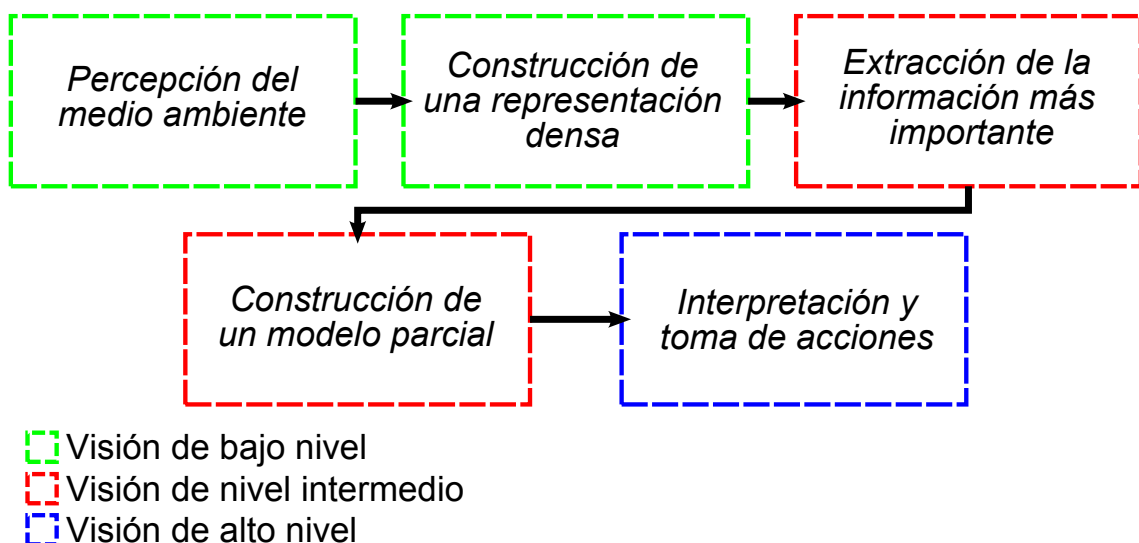 Percepción del
medio ambiente
Construcción de
una representación
densa
Extracción de la
información más
importante
Construcción de
un modelo parcial
Interpretación y
toma de acciones
Visión de bajo nivel
Visión de nivel intermedio
Visión de alto nivel